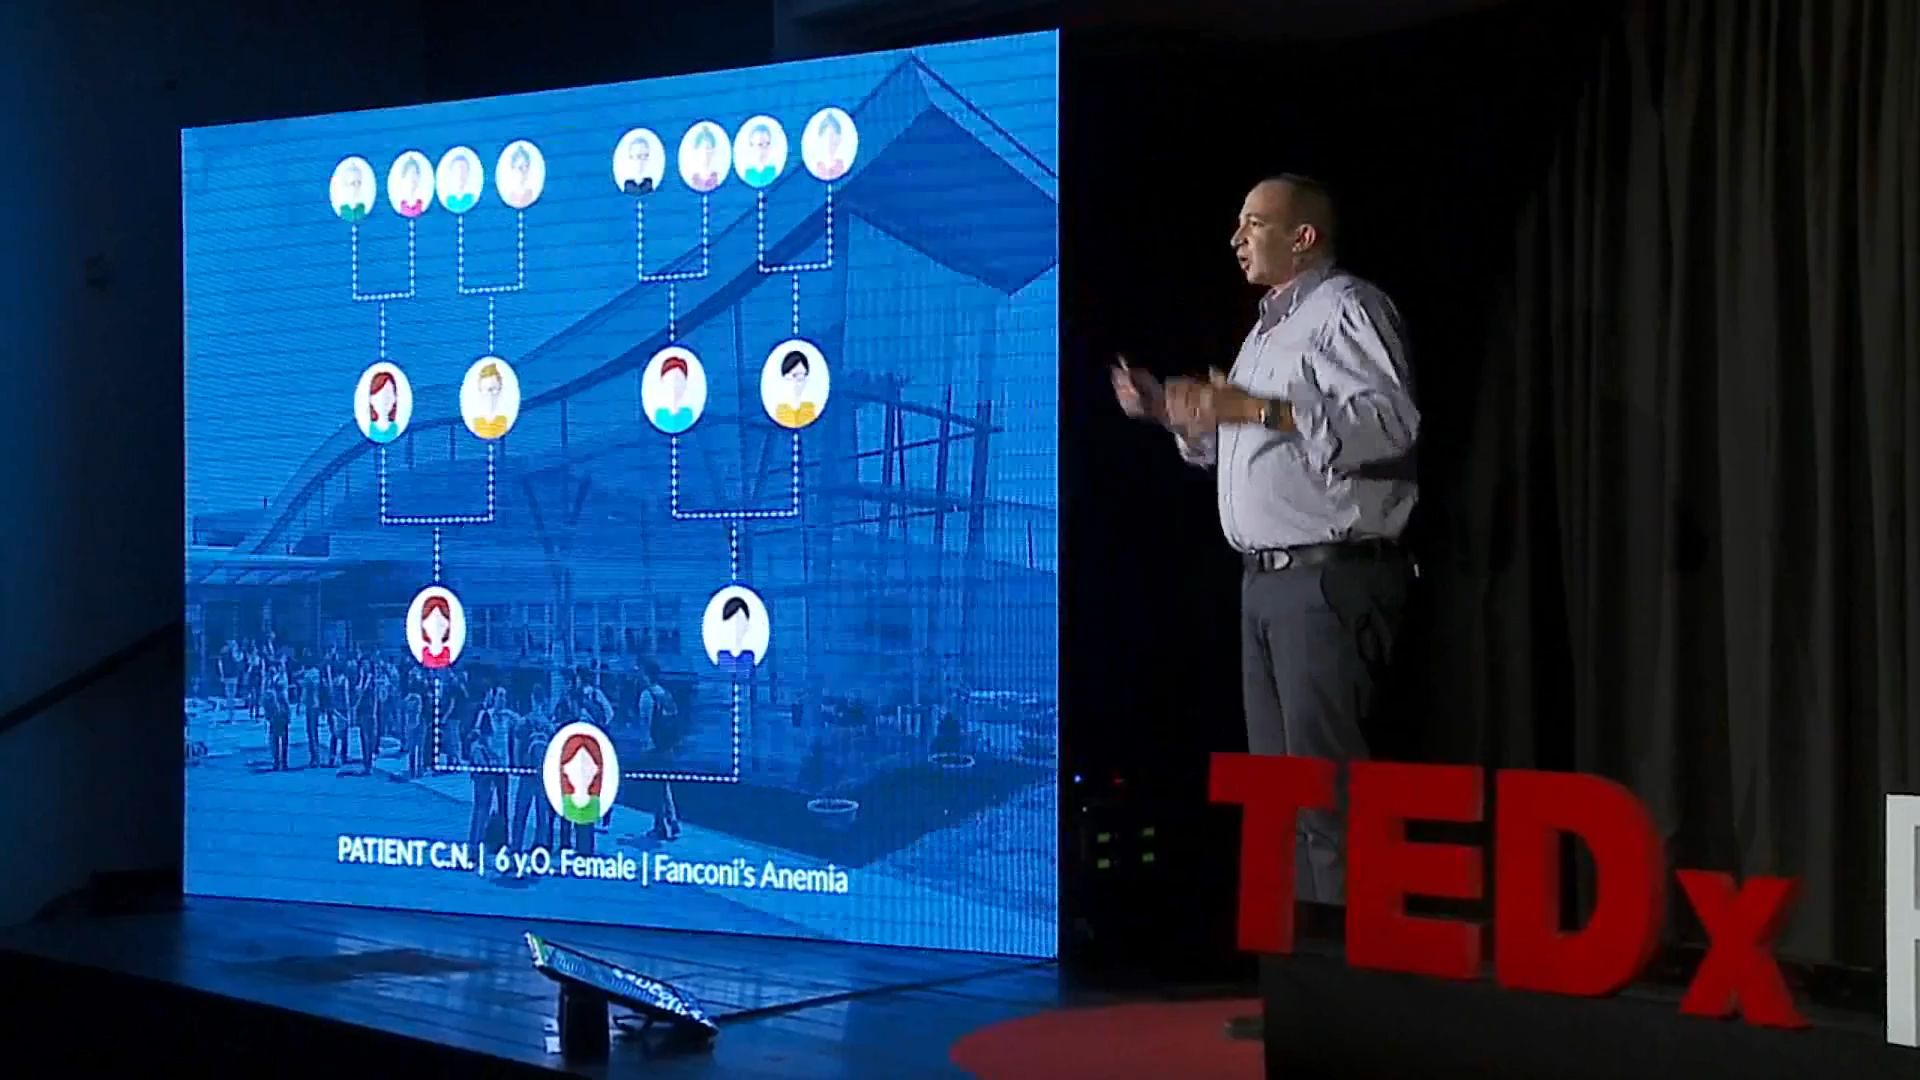 PATIENT C.N. | 6 y.O. Female | Fanconi's Anemia
TEDx